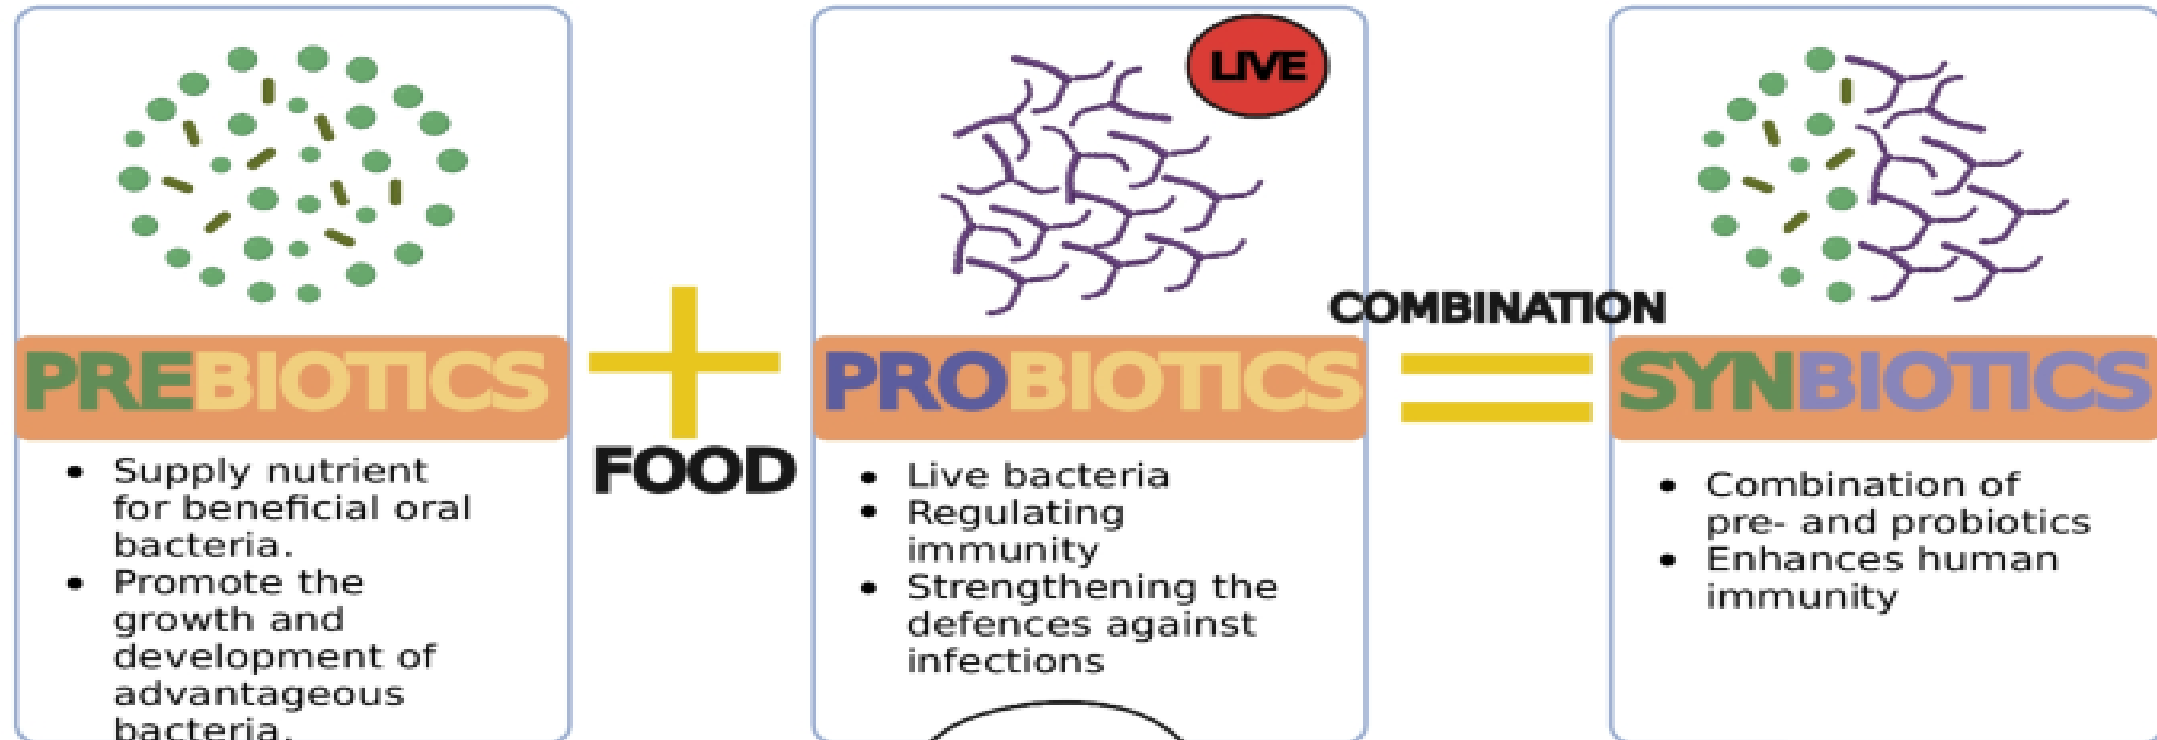 LIVE
COMBINATION
PREBIOTICS
FOOD
PROBIOTICS
SYNBIOTICS
• Supply nutrient
for beneficial oral
bacteria.
• Promote the
growth and
development of
advantageous
bacteria.
• Live bacteria
• Regulating
immunity
• Strengthening the
defences against
infections
• Combination of
pre- and probiotics
• Enhances human
immunity